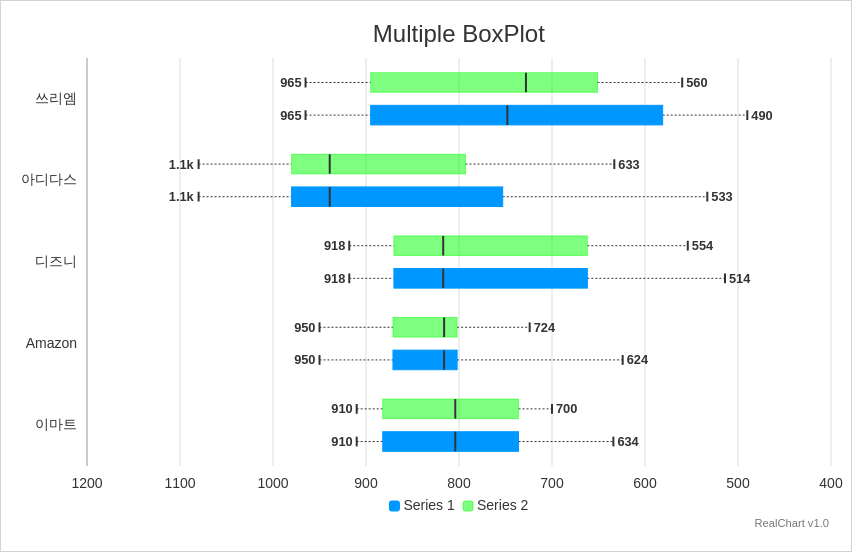 Multiple BoxPlot
965 560
쓰리엠
965 490
1.1k 633
아디다스
1.1k 533
918 554
디즈니
918 514
950 724
Amazon
950 624
910 700
이마트
910 634
1200 1100 1000 900 800 700 600 500 400
Series 1 Series 2
RealChart v1.0